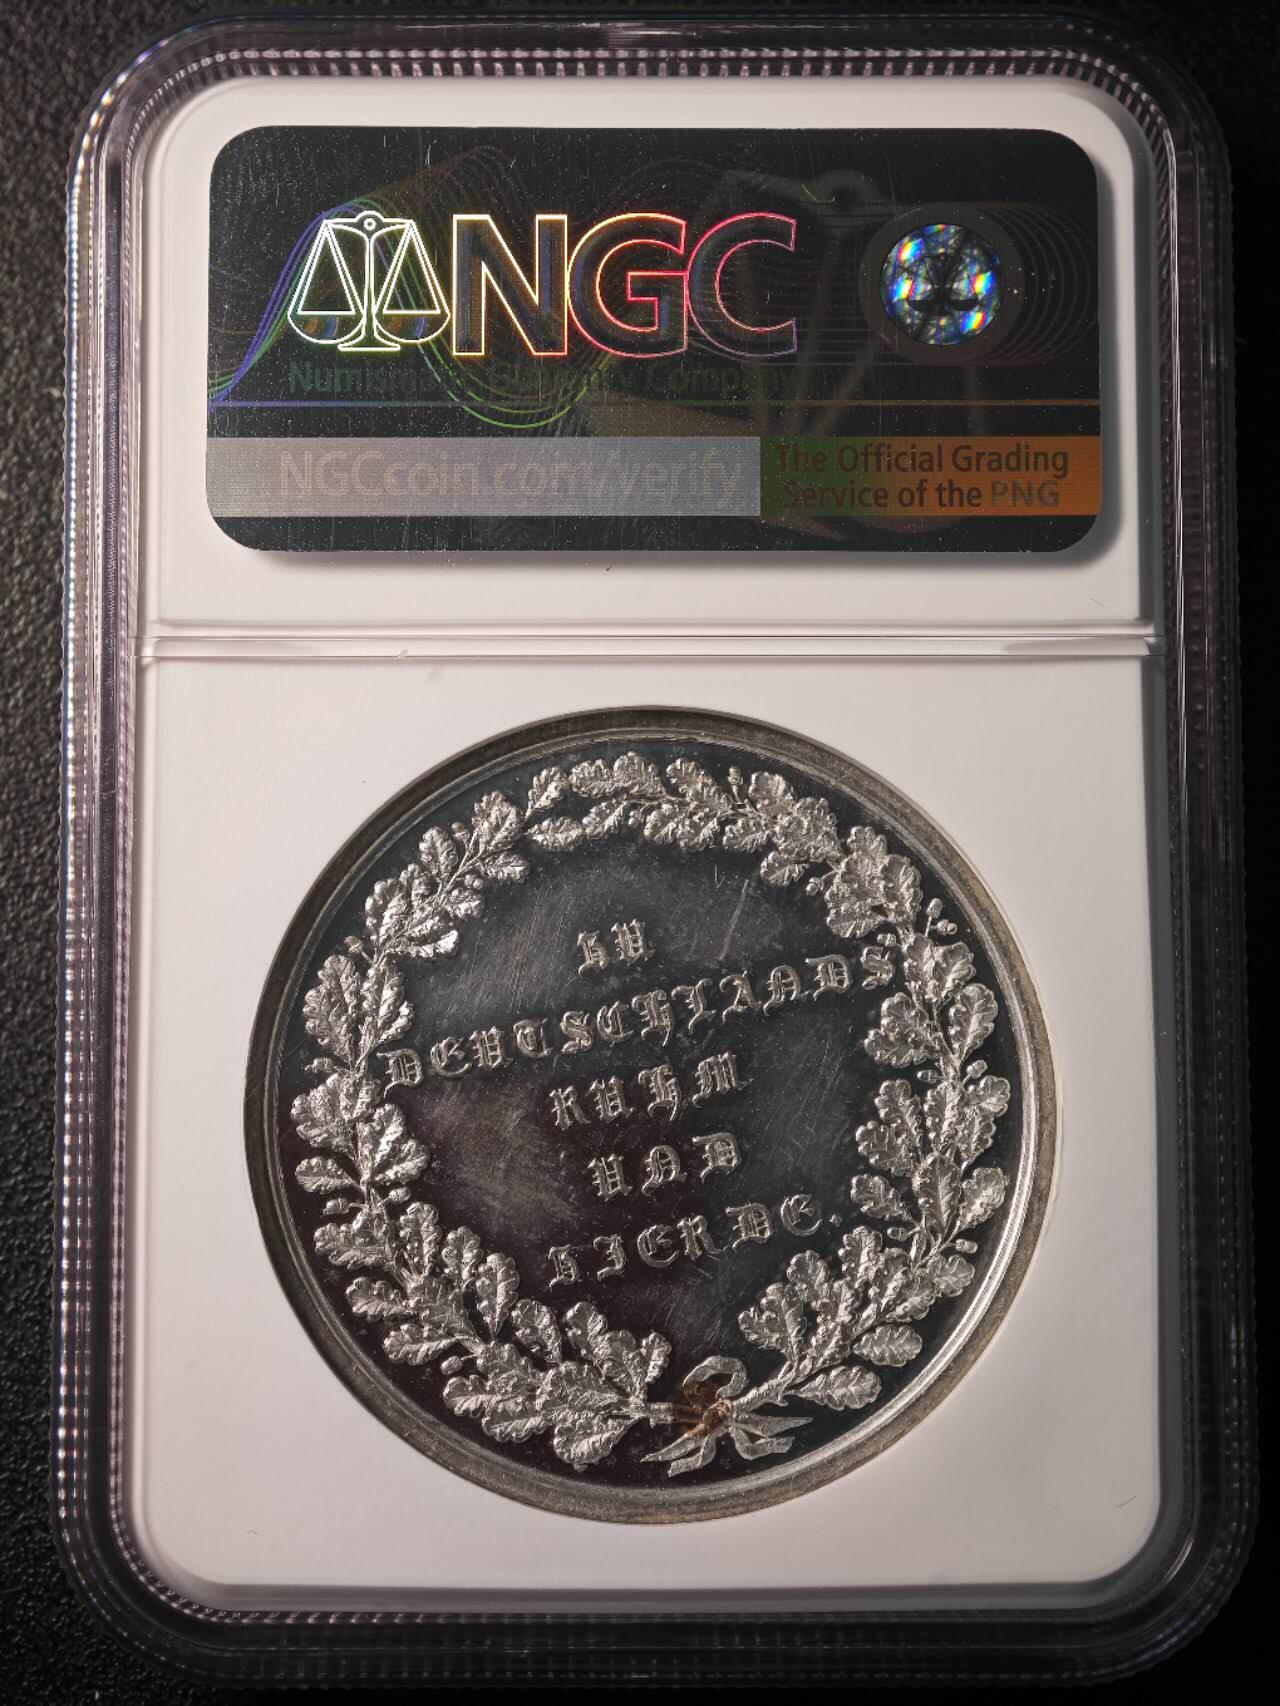 NGC
Numismatic Guaranty Company
NGCcoin.com/verify
The Official Grading
Service of the PNG
ZU
DEUTSCHLANDS
RUHM
UND
ZIERDE.